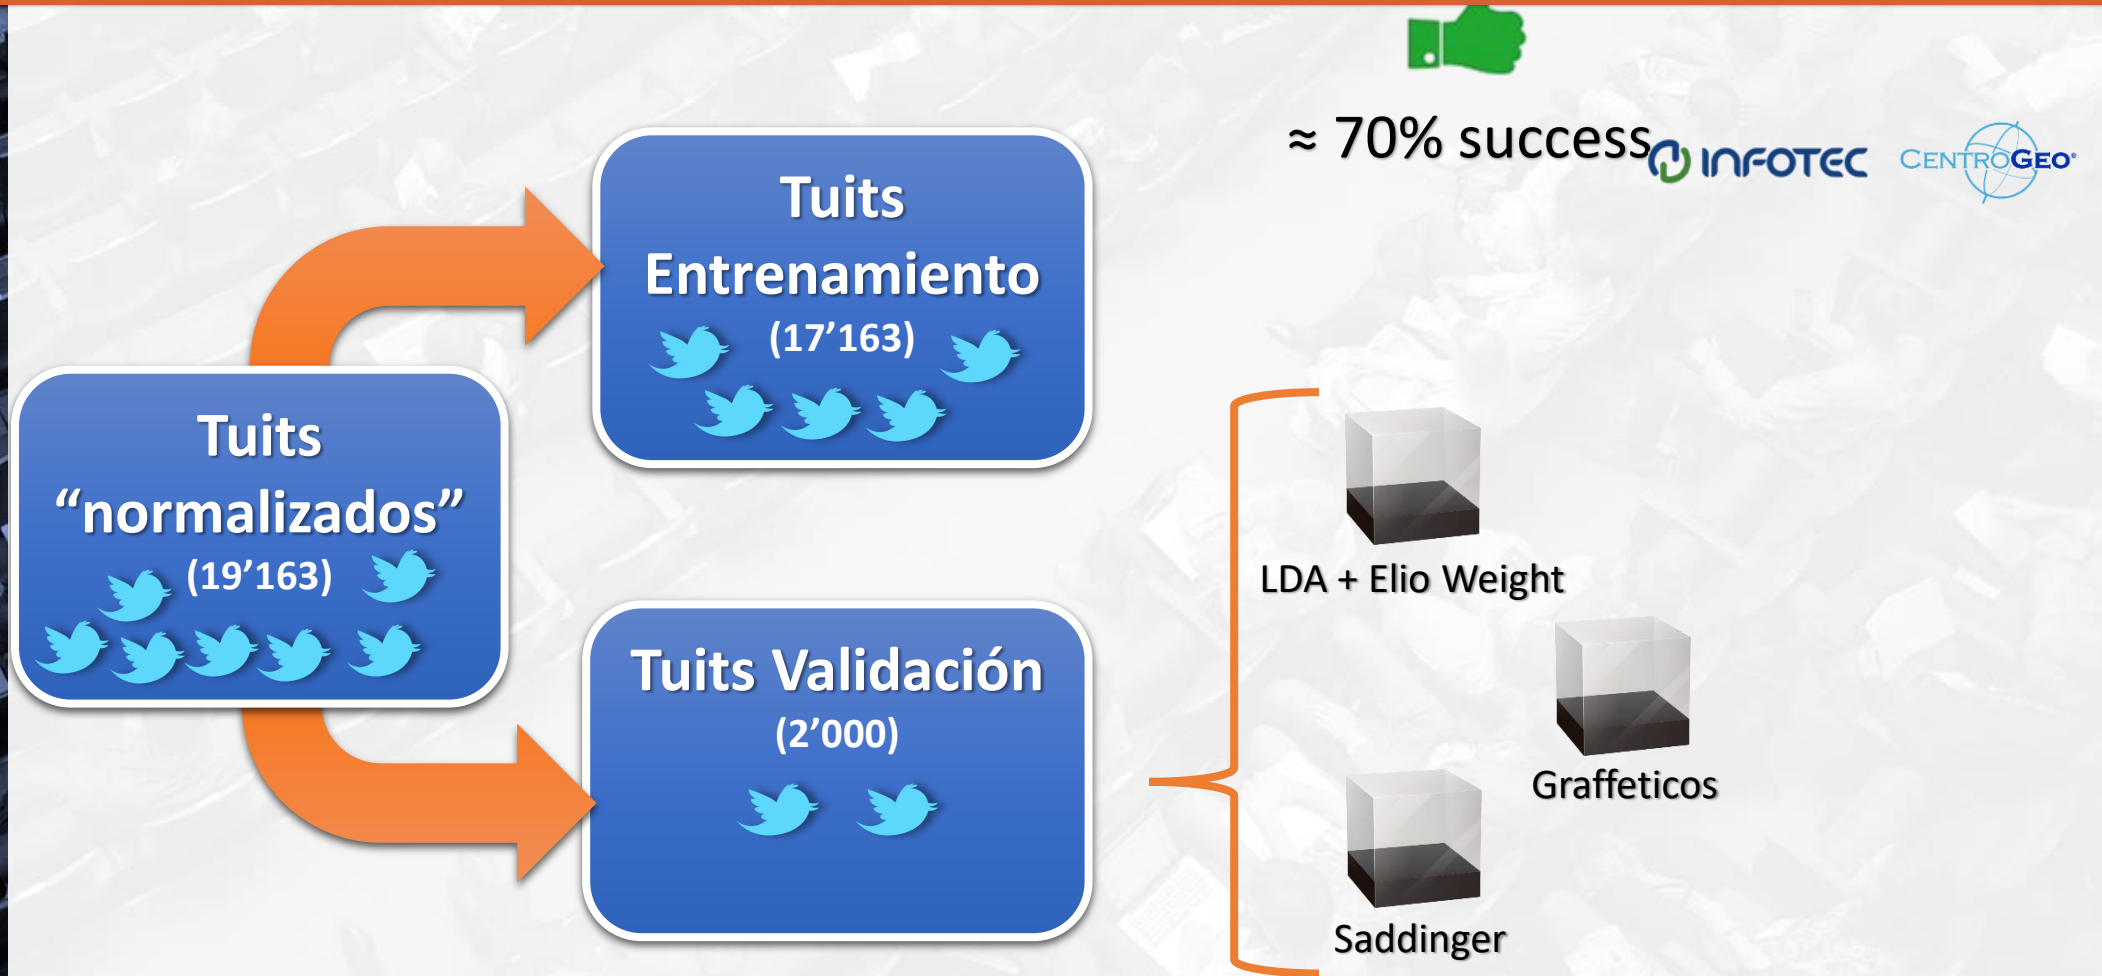 ≈ 70% success
INFOTEC
CENTROGEO®
Tuits
Entrenamiento
(17’163)
Tuits
“normalizados”
(19’163)
Tuits Validación
(2’000)
LDA + Elio Weight
Graffeticos
Saddinger